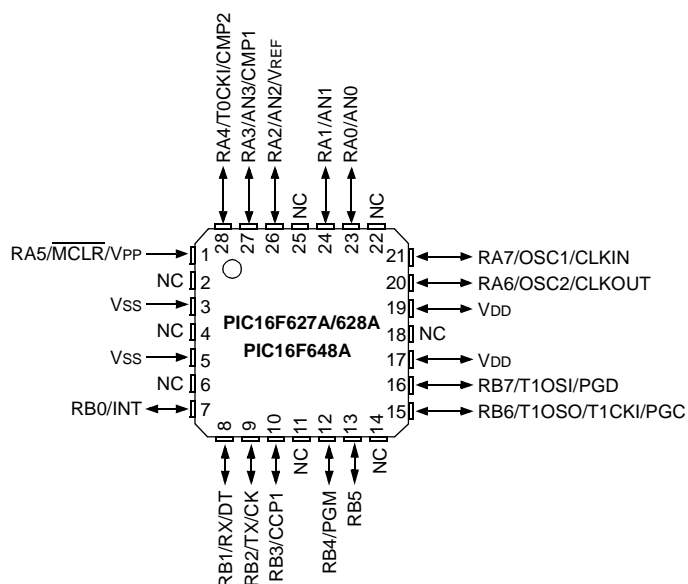 RA4/T0CKI/CMP2
RA3/AN3/CMP1
RA2/AN2/VREF
NC
RA1/AN1
RA0/AN0
NC
28
27
26
25
24
23
22
RA5/MCLR/VPP
1
NC
2
VSS
3
NC
4
VSS
5
NC
6
RB0/INT
7
PIC16F627A/628A
PIC16F648A
21
RA7/OSC1/CLKIN
20
RA6/OSC2/CLKOUT
19
VDD
18
NC
17
VDD
16
RB7/T1OSI/PGD
15
RB6/T1OSO/T1CKI/PGC
8
9
10
11
12
13
14
RB1/RX/DT
RB2/TX/CK
RB3/CCP1
NC
RB4/PGM
RB5
NC